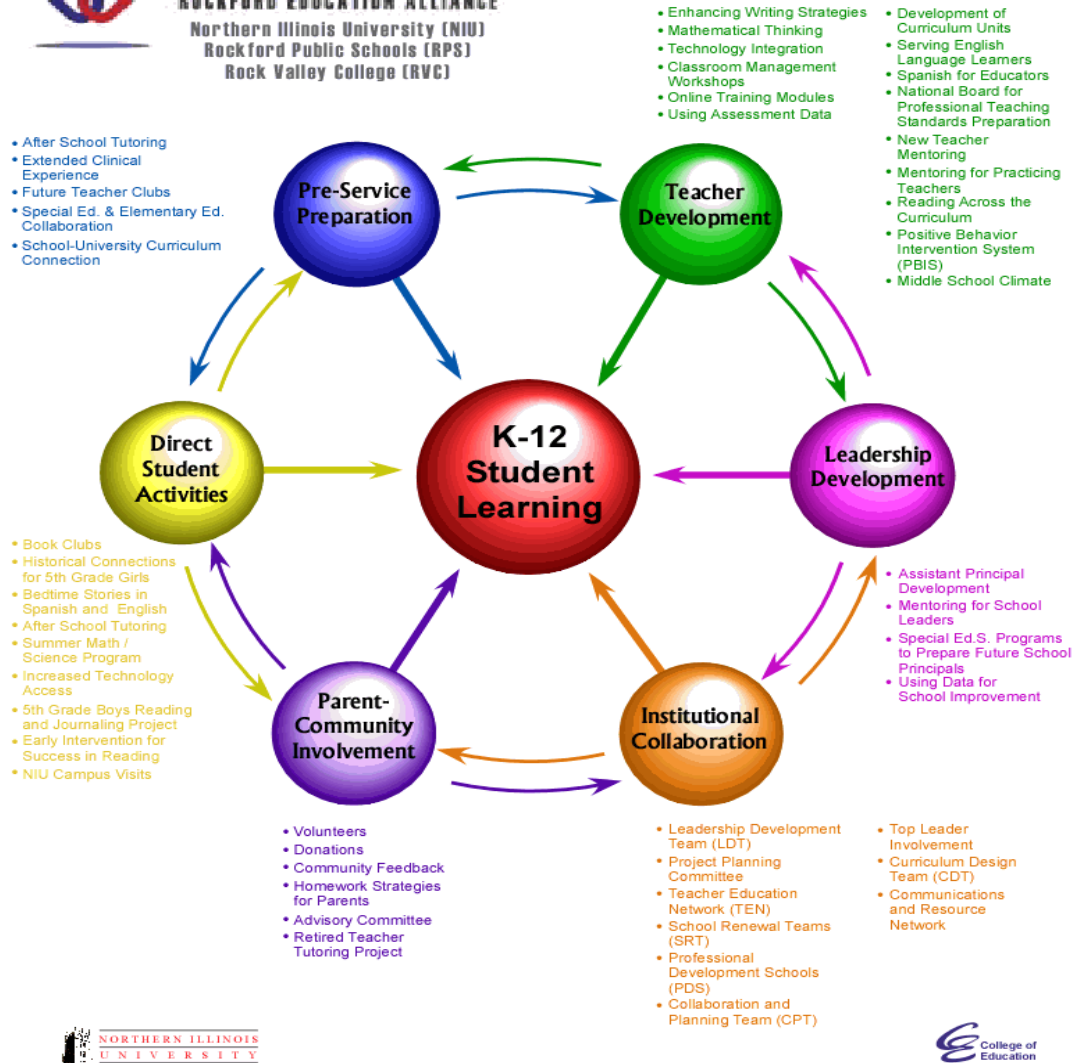 ROCKFORD EDUCATION ALLIANCE
Northern Illinois University (NIU)
Rockford Public Schools (RPS)
Rock Valley College (RVC)
• Enhancing Writing Strategies
• Mathematical Thinking
• Technology Integration
• Classroom Management
Workshops
• Online Training Modules
• Using Assessment Data
• Development of
Curriculum Units
• Serving English
Language Learners
• Spanish for Educators
• National Board for
Professional Teaching
Standards Preparation
• New Teacher
Mentoring
• Mentoring for Practicing
Teachers
• Reading Across the
Curriculum
• Positive Behavior
Intervention System
(PBIS)
• Middle School Climate
• After School Tutoring
• Extended Clinical
Experience
• Future Teacher Clubs
• Special Ed. & Elementary Ed.
Collaboration
• School-University Curriculum
Connection
Pre-Service
Preparation
Teacher
Development
Direct
Student
Activities
K-12
Student
Learning
Leadership
Development
• Book Clubs
• Historical Connections
for 5th Grade Girls
• Bedtime Stories in
Spanish and English
• After School Tutoring
• Summer Math /
Science Program
• Increased Technology
Access
• 5th Grade Boys Reading
and Journaling Project
• Early Intervention for
Success in Reading
• NIU Campus Visits
• Assistant Principal
Development
• Mentoring for School
Leaders
• Special Ed.S. Programs
to Prepare Future School
Principals
• Using Data for
School Improvement
Parent-
Community
Involvement
Institutional
Collaboration
• Volunteers
• Donations
• Community Feedback
• Homework Strategies
for Parents
• Advisory Committee
• Retired Teacher
Tutoring Project
• Leadership Development
Team (LDT)
• Project Planning
Committee
• Teacher Education
Network (TEN)
• School Renewal Teams
(SRT)
• Professional
Development Schools
(PDS)
• Collaboration and
Planning Team (CPT)
• Top Leader
Involvement
• Curriculum Design
Team (CDT)
• Communications
and Resource
Network
NORTHERN ILLINOIS
UNIVERSITY
College of
Education